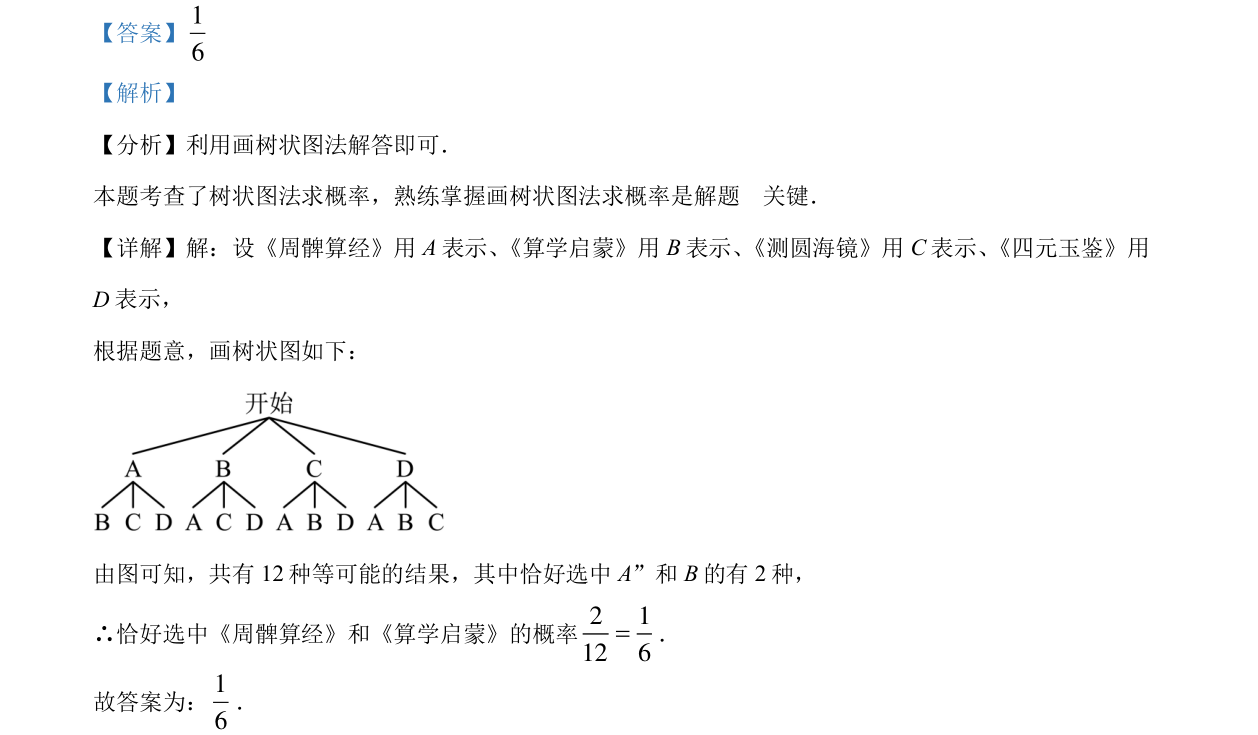 【答案】1/6
【解析】
【分析】利用画树状图法解答即可．
本题考查了树状图法求概率，熟练掌握画树状图法求概率是解题 关键．
【详解】解：设《周髀算经》用 A 表示、《算学启蒙》用 B 表示、《测圆海镜》用 C 表示、《四元玉鉴》用
D 表示，
根据题意，画树状图如下：
开始
A B C D
B C D A C D A B D A B C
由图可知，共有 12 种等可能的结果，其中恰好选中 A”和 B 的有 2 种，
∴恰好选中《周髀算经》和《算学启蒙》的概率 2/12 = 1/6．
故答案为：1/6．